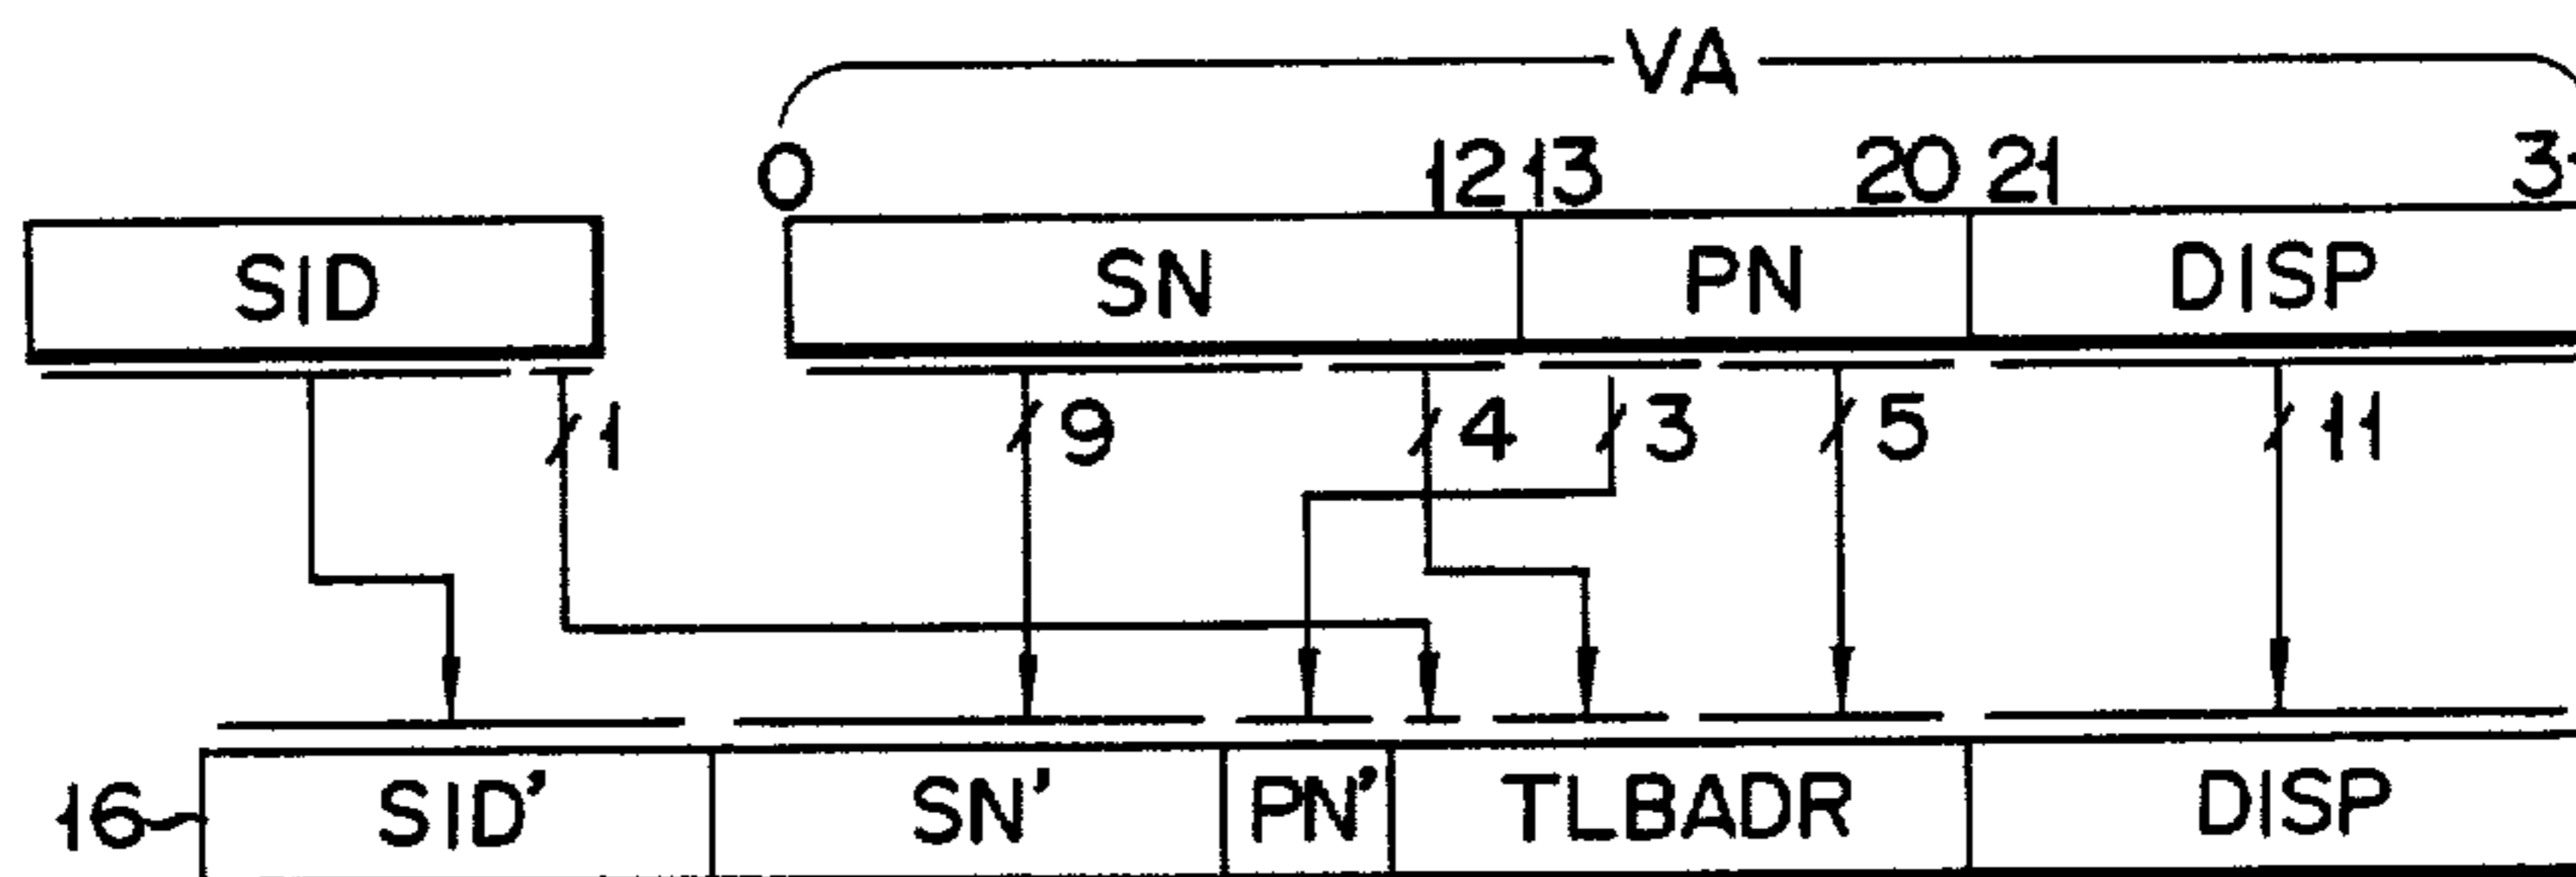 VA
0 12 13 20 21
SID SN PN DISP
1 9 4 3 5 11
16 SID' SN' PN' TLBADR DISP